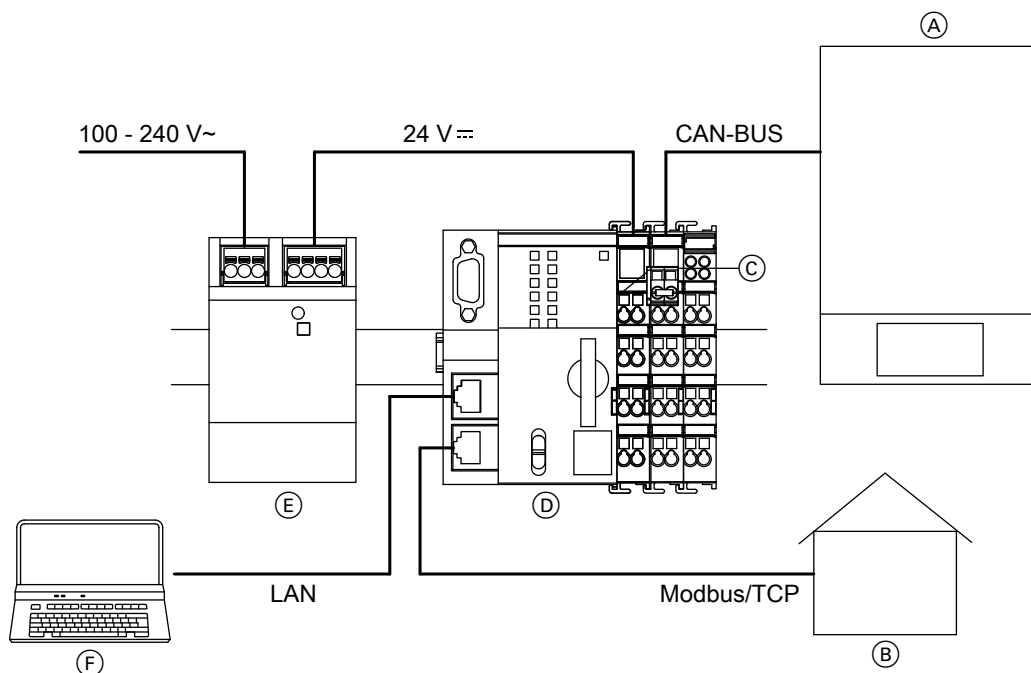 Ⓐ
100 - 240 V~
24 V ⎓
CAN-BUS
Ⓒ
Ⓔ
Ⓓ
LAN
Modbus/TCP
Ⓕ
Ⓑ